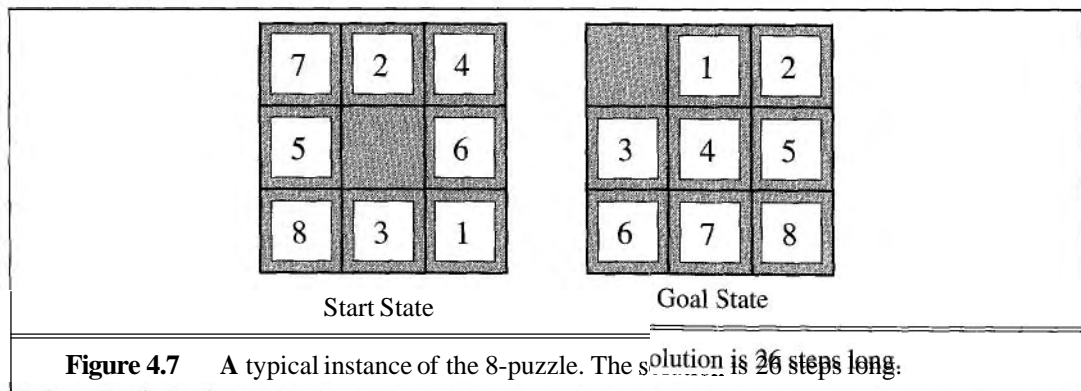 7 2 4 1 2
5 6 3 4 5
8 3 1 6 7 8
Start State Goal State
Figure 4.7 A typical instance of the 8-puzzle. The solution is 26 steps long.